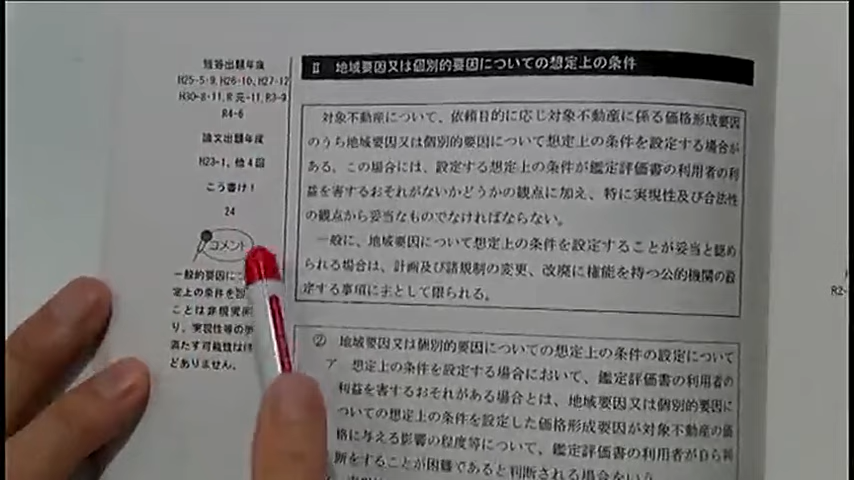 短答出題年度
H25-5·9, H26-10, H27-12
H30-8·11, R元-11, R3-9
R4-6
論文出題年度
H23-1, 他4回
こう書け！
24
コメント
一般的要因に
定上の条件を
ことは非現実的
り、実現性等の
満たす可能性は
どありません。
Ⅱ 地域要因又は個別的要因についての想定上の条件
対象不動産について、依頼目的に応じ対象不動産に係る価格形成要因
のうち地域要因又は個別的要因について想定上の条件を設定する場合が
ある。この場合には、設定する想定上の条件が鑑定評価書の利用者の利
益を害するおそれがないかどうかの観点に加え、特に実現性及び合法性
の観点から妥当なものでなければならない。
一般に、地域要因について想定上の条件を設定することが妥当と認め
られる場合は、計画及び諸規制の変更、改廃に権能を持つ公的機関の設
定する事項に主として限られる。
② 地域要因又は個別的要因についての想定上の条件の設定について
ア 想定上の条件を設定する場合において、鑑定評価書の利用者の
利益を害するおそれがある場合とは、地域要因又は個別的要因に
ついての想定上の条件を設定した価格形成要因が対象不動産の価
格に与える影響の程度等について、鑑定評価書の利用者が自ら判
断をすることが困難であると判断される場合をいう
R2-